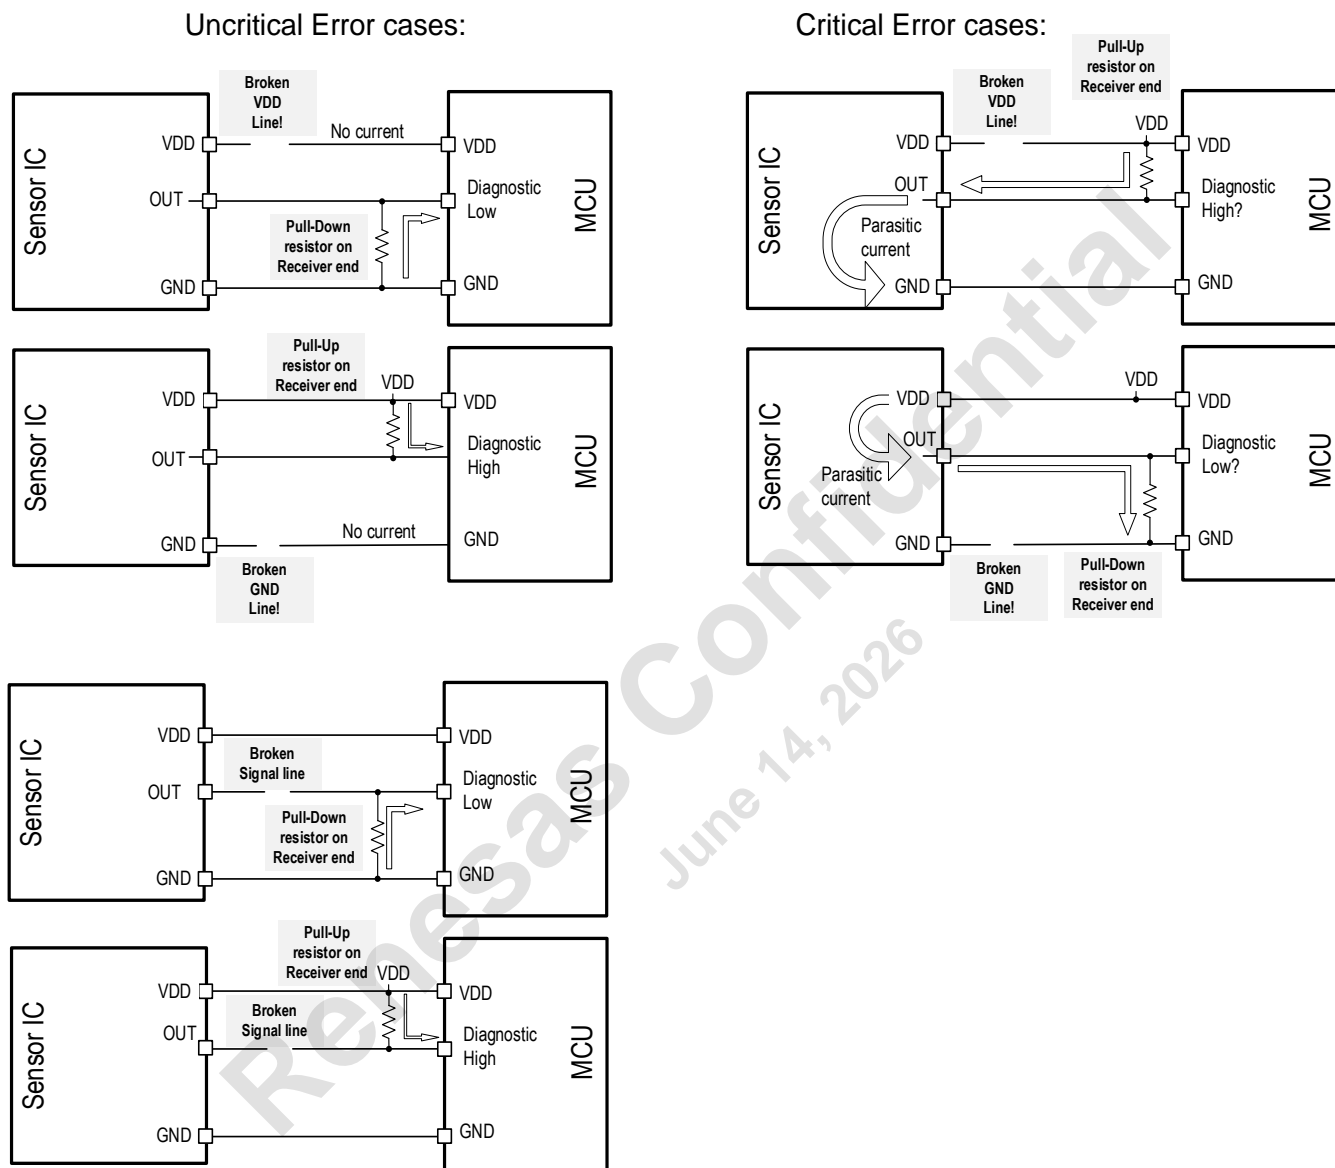 Uncritical Error cases:
Critical Error cases:
Broken
VDD
Line!
No current
VDD
VDD
OUT
Diagnostic
Low
Pull-Down
resistor on
Receiver end
GND
GND
Sensor IC
MCU
Pull-Up
resistor on
Receiver end
Broken
VDD
Line!
VDD
VDD
VDD
OUT
Diagnostic
High?
Parasitic
current
GND
GND
Sensor IC
MCU
Pull-Up
resistor on
Receiver end
VDD
VDD
VDD
Diagnostic
High
OUT
No current
GND
GND
Broken
GND
Line!
Sensor IC
MCU
VDD
VDD
VDD
OUT
Diagnostic
Low?
Parasitic
current
GND
GND
Broken
GND
Line!
Pull-Down
resistor on
Receiver end
Sensor IC
MCU
VDD
VDD
Broken
Signal line
OUT
Diagnostic
Low
Pull-Down
resistor on
Receiver end
GND
GND
Sensor IC
MCU
Pull-Up
resistor on
Receiver end
VDD
VDD
VDD
Broken
Signal line
OUT
Diagnostic
High
GND
GND
Sensor IC
MCU
Renesas Confidential
June 14, 2026